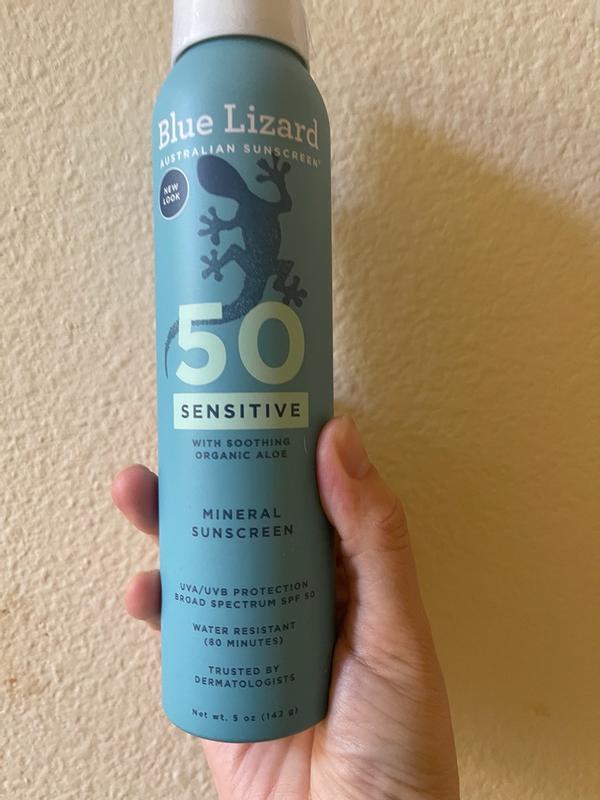 Blue Lizard
AUSTRALIAN SUNSCREEN®
NEW
LOOK
50
SENSITIVE
WITH SOOTHING
ORGANIC ALOE
MINERAL
SUNSCREEN
UVA/UVB PROTECTION
BROAD SPECTRUM SPF 50
WATER RESISTANT
(80 MINUTES)
TRUSTED BY
DERMATOLOGISTS
Net wt. 5 oz (142 g)